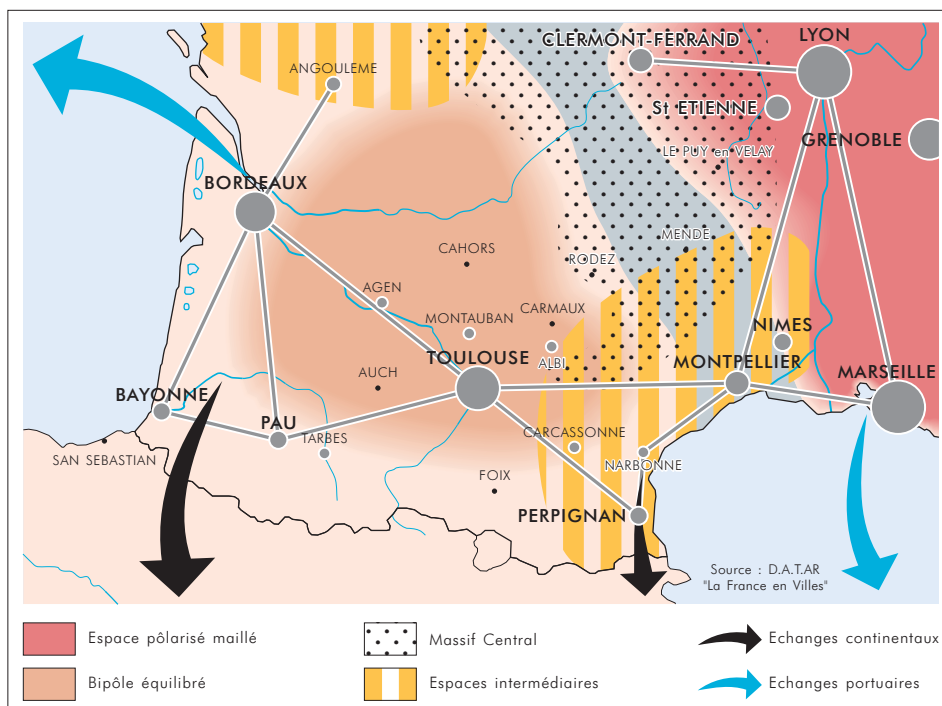 CLERMONT-FERRAND
LYON
ANGOULEME
St ETIENNE
GRENOBLE
LE PUY en VELAY
BORDEAUX
MENDE
CAHORS
RODEZ
AGEN
CARMAUX
MONTAUBAN
NIMES
TOULOUSE
ALBI
MONTPELLIER
AUCH
MARSEILLE
BAYONNE
PAU
TARBES
CARCASSONNE
SAN SEBASTIAN
NARBONNE
FOIX
PERPIGNAN
Source : D.A.T.AR
"La France en Villes"
Espace pôlarisé maillé
Massif Central
Echanges continentaux
Bipôle équilibré
Espaces intermédiaires
Echanges portuaires